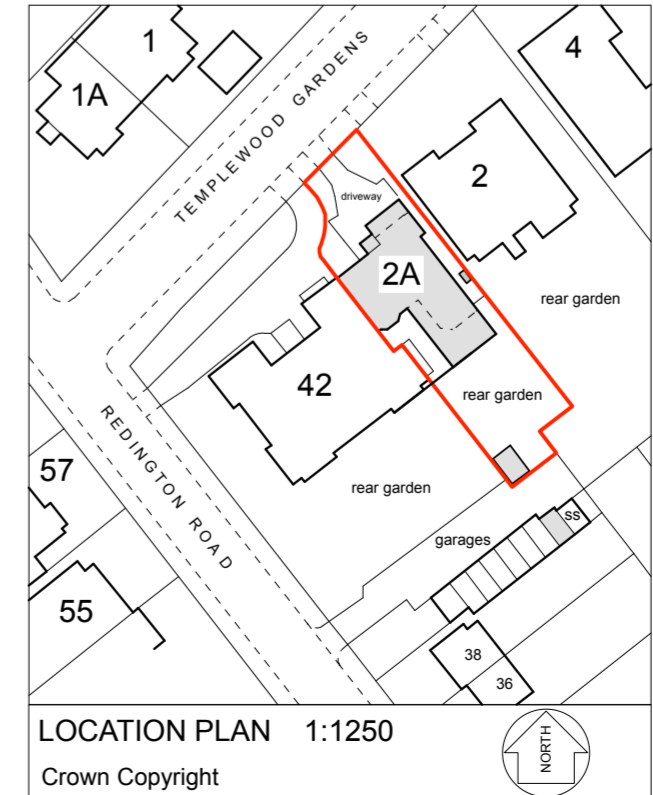 1
1A
TEMPLEWOOD GARDENS
4
2
driveway
2A
rear garden
42
rear garden
REDINGTON ROAD
57
rear garden
ss
garages
55
38
36
LOCATION PLAN 1:1250
NORTH
Crown Copyright